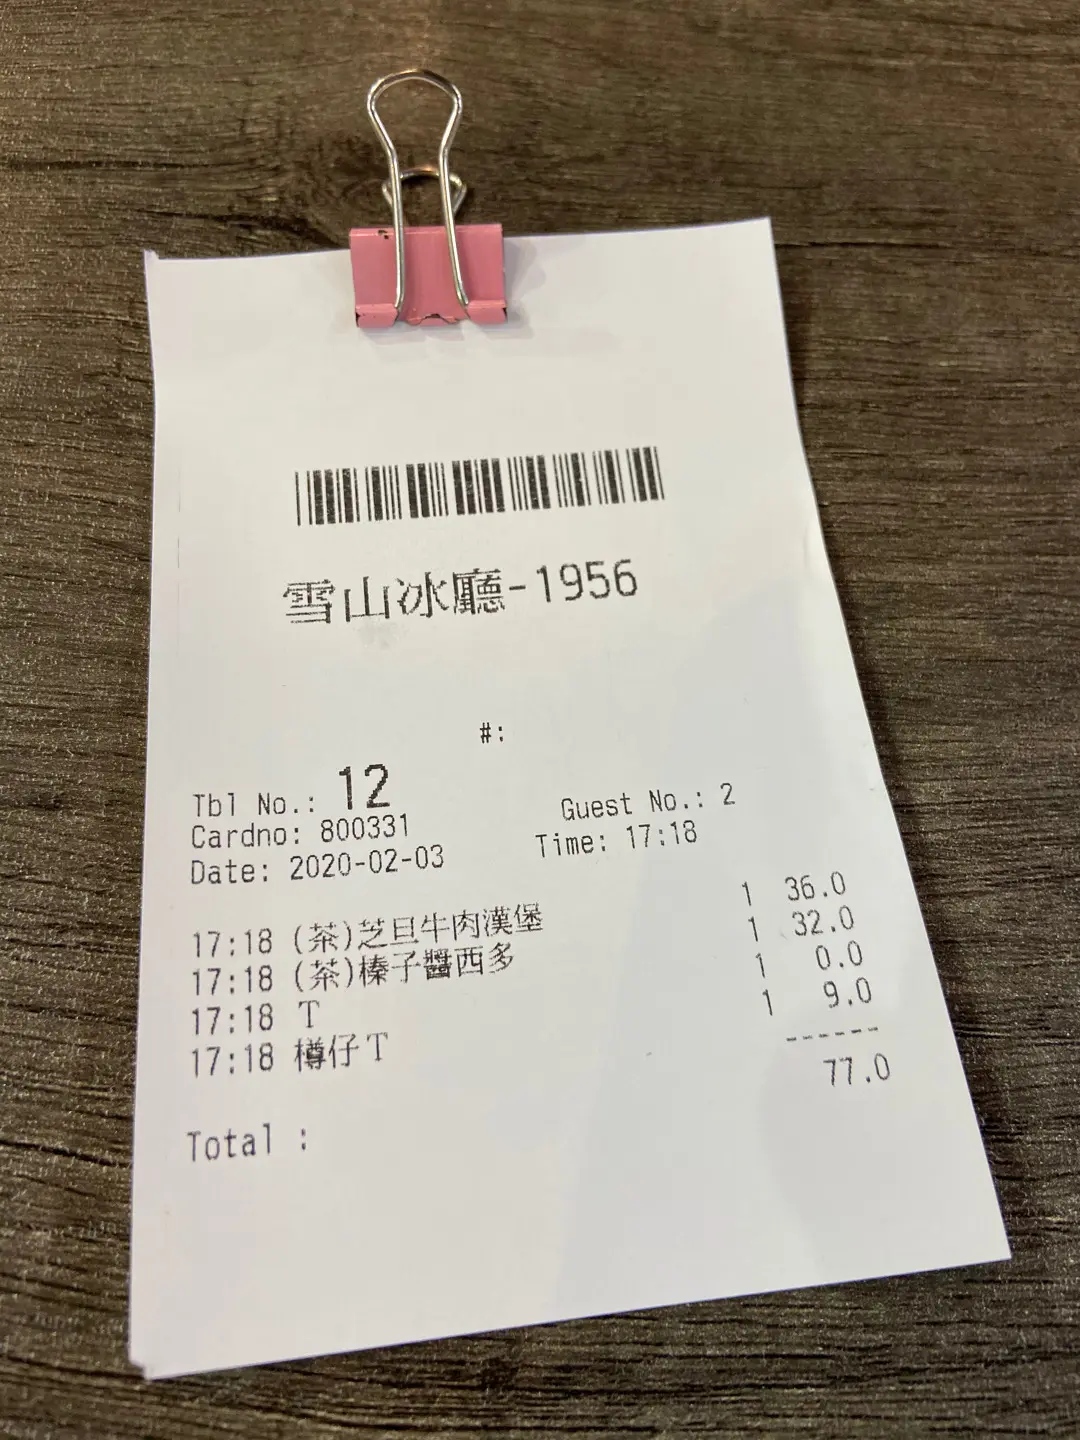 雪山冰廳-1956
#:
Tbl No.: 12 Guest No.: 2
Cardno: 800331 Time: 17:18
Date: 2020-02-03
17:18 (茶)芝旦牛肉漢堡 1 36.0
17:18 (茶)榛子醬西多 1 32.0
17:18 T 1 0.0
17:18 樽仔T 1 9.0
------
Total : 77.0